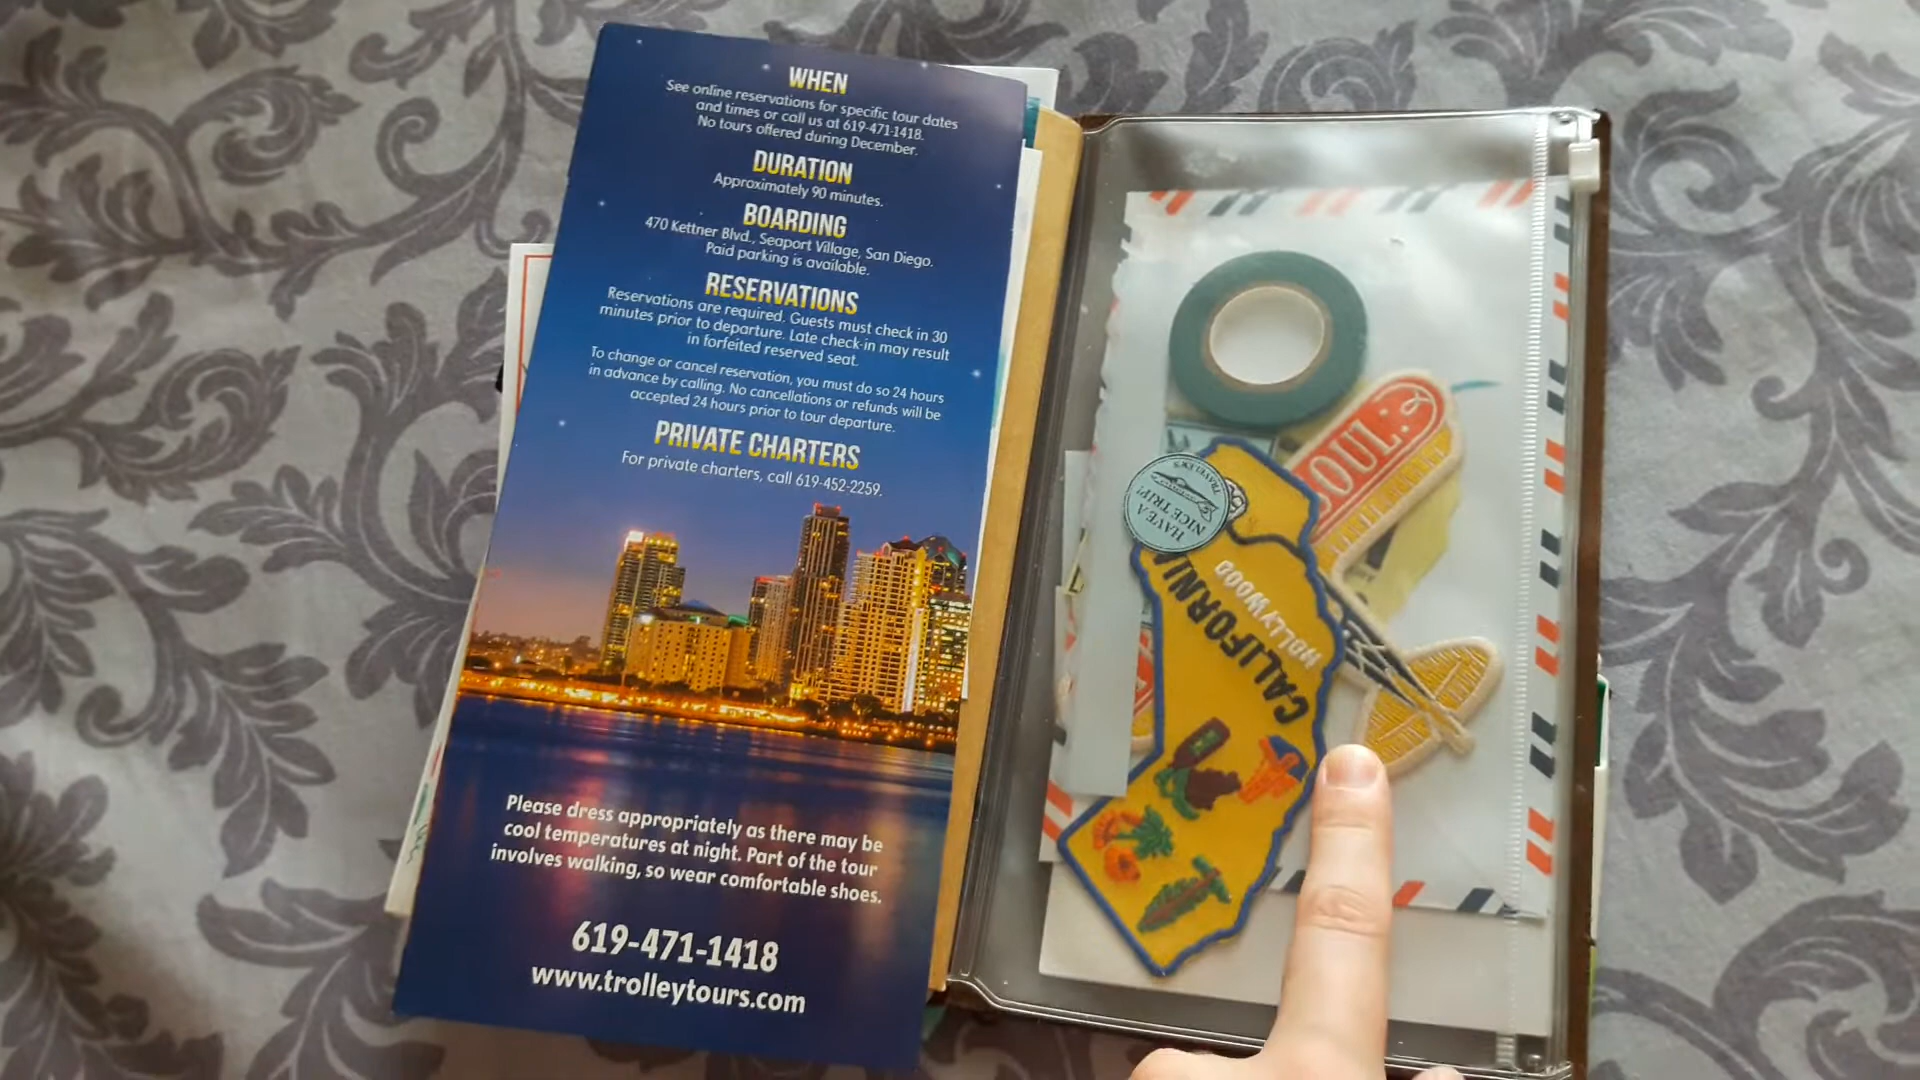 WHEN
See online reservations for specific tour dates
and times or call us at 619-471-1418.
No tours offered during December.
DURATION
Approximately 90 minutes.
BOARDING
470 Kettner Blvd., Seaport Village, San Diego.
Paid parking is available.
RESERVATIONS
Reservations are required. Guests must check in 30
minutes prior to departure. Late check-in may result
in forfeited reserved seat.
To change or cancel reservation, you must do so 24 hours
in advance by calling. No cancellations or refunds will be
accepted 24 hours prior to tour departure.
PRIVATE CHARTERS
For private charters, call 619-452-2259.
Please dress appropriately as there may be
cool temperatures at night. Part of the tour
involves walking, so wear comfortable shoes.
619-471-1418
www.trolleytours.com
SOUL
HAVE A
NICE TRIP!
TRAVELER'S
CALIFORNIA
HOLLYWOOD